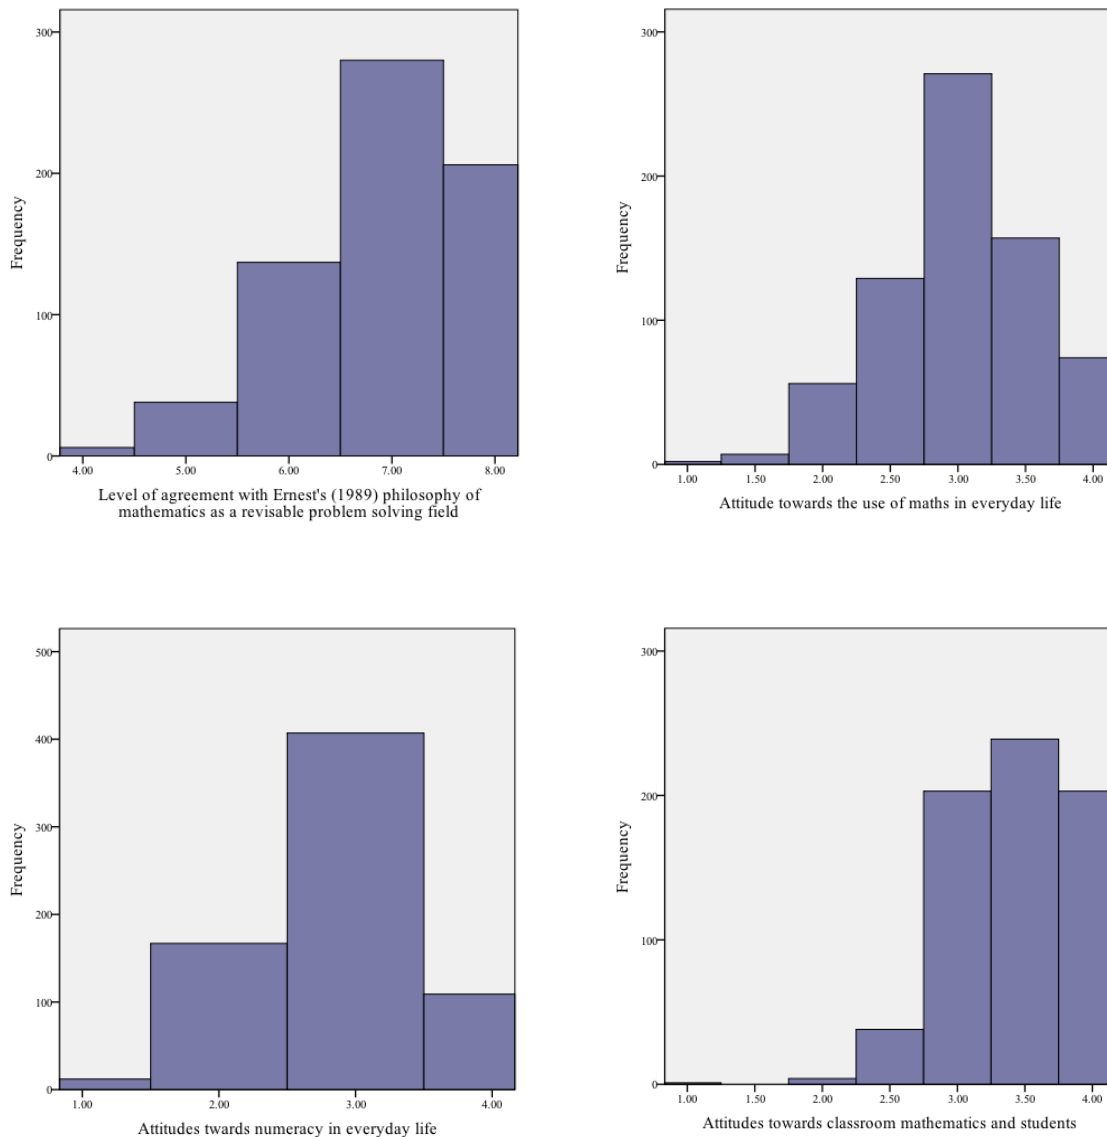 300
200
100
0
Frequency
4.00 5.00 6.00 7.00 8.00
Level of agreement with Ernest's (1989) philosophy of
mathematics as a revisable problem solving field
300
200
100
0
Frequency
1.00 1.50 2.00 2.50 3.00 3.50 4.00
Attitude towards the use of maths in everyday life
500
400
300
200
100
0
Frequency
1.00 2.00 3.00 4.00
Attitudes twards numeracy in everyday life
300
200
100
0
Frequency
1.00 1.50 2.00 2.50 3.00 3.50 4.00
Attitudes towards classroom mathematics and students